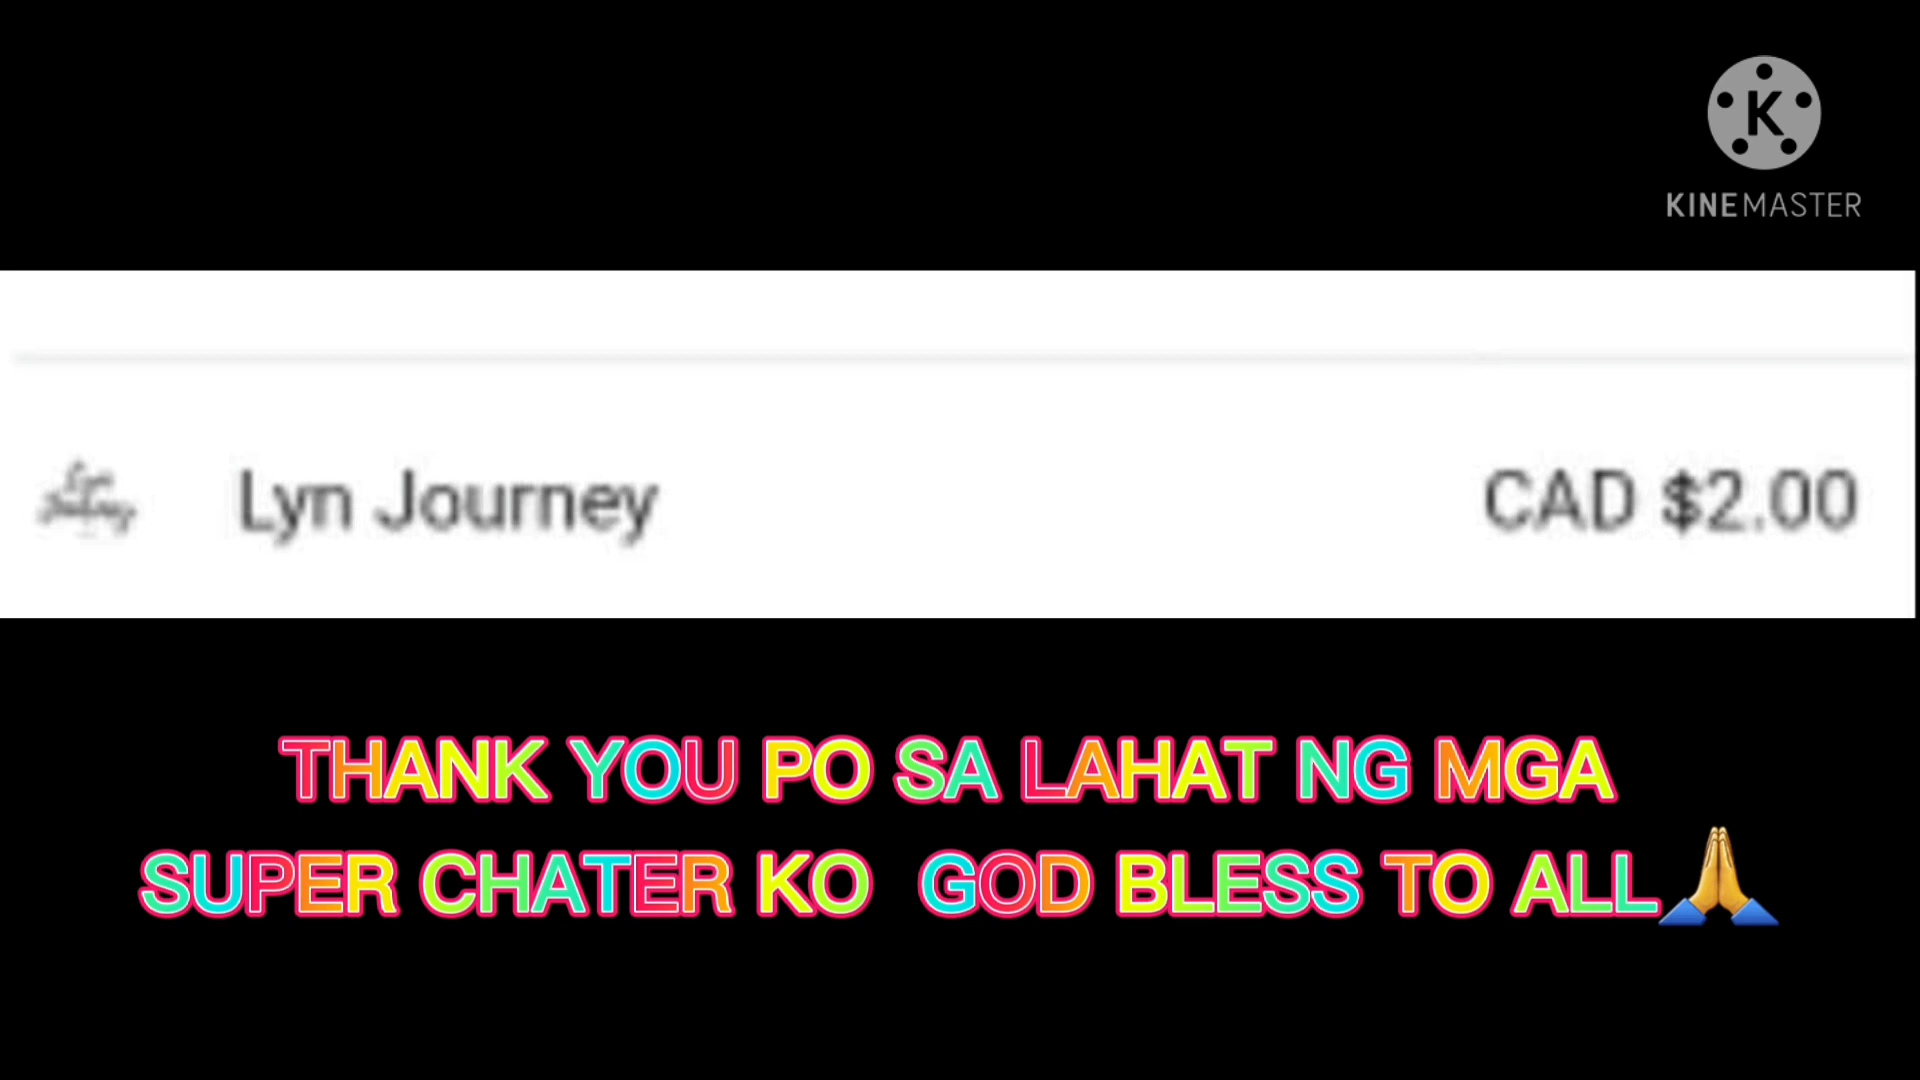 K
KINEMASTER
Lyn Journey CAD $2.00
THANK YOU PO SA LAHAT NG MGA
SUPER CHATER KO GOD BLESS TO ALL🙏